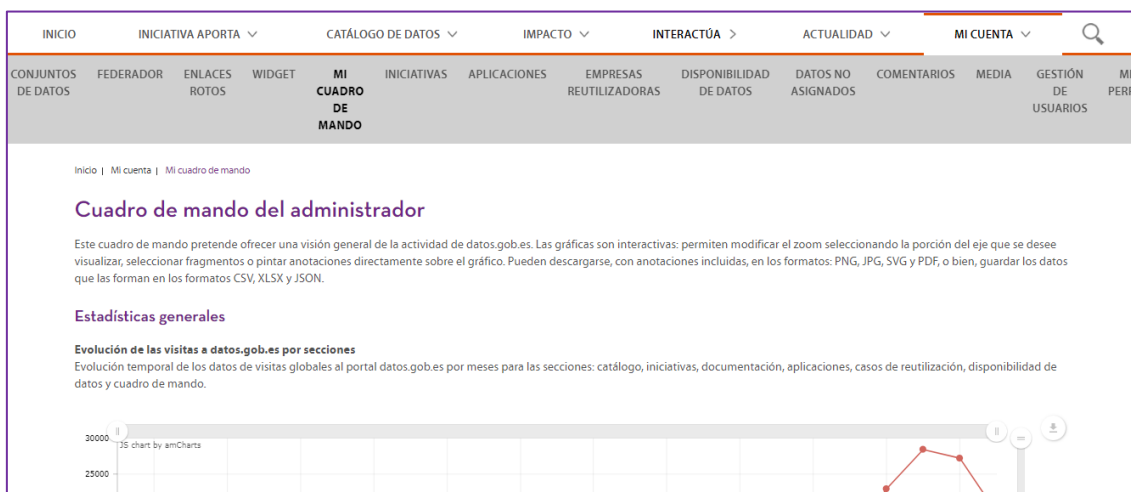 INICIO INICIATIVA APORTA CATÁLOGO DE DATOS IMPACTO INTERACTÚA ACTUALIDAD MI CUENTA
CONJUNTOS DE DATOS FEDERADOR ENLACES ROTOS WIDGET MI CUADRO DE MANDO INICIATIVAS APLICACIONES EMPRESAS REUTILIZADORAS DISPONIBILIDAD DE DATOS DATOS NO ASIGNADOS COMENTARIOS MEDIA GESTIÓN DE USUARIOS
Inicio | Mi cuenta | Mi cuadro de mando
Cuadro de mando del administrador
Este cuadro de mando pretende ofrecer una visión general de la actividad de datos.gob.es. Las gráficas son interactivas: permiten modificar el zoom seleccionando la porción del eje que se desee
visualizar, seleccionar fragmentos o pintar anotaciones directamente sobre el gráfico. Pueden descargarse, con anotaciones incluidas, en los formatos: PNG, JPG, SVG y PDF, o bien, guardar los datos
que las forman en los formatos CSV, XLSX y JSON.
Estadísticas generales
Evolución de las visitas a datos.gob.es por secciones
Evolución temporal de los datos de visitas globales al portal datos.gob.es por meses para las secciones: catálogo, iniciativas, documentación, aplicaciones, casos de reutilización, disponibilidad de
datos y cuadro de mando.
30000
JS chart by amCharts
25000